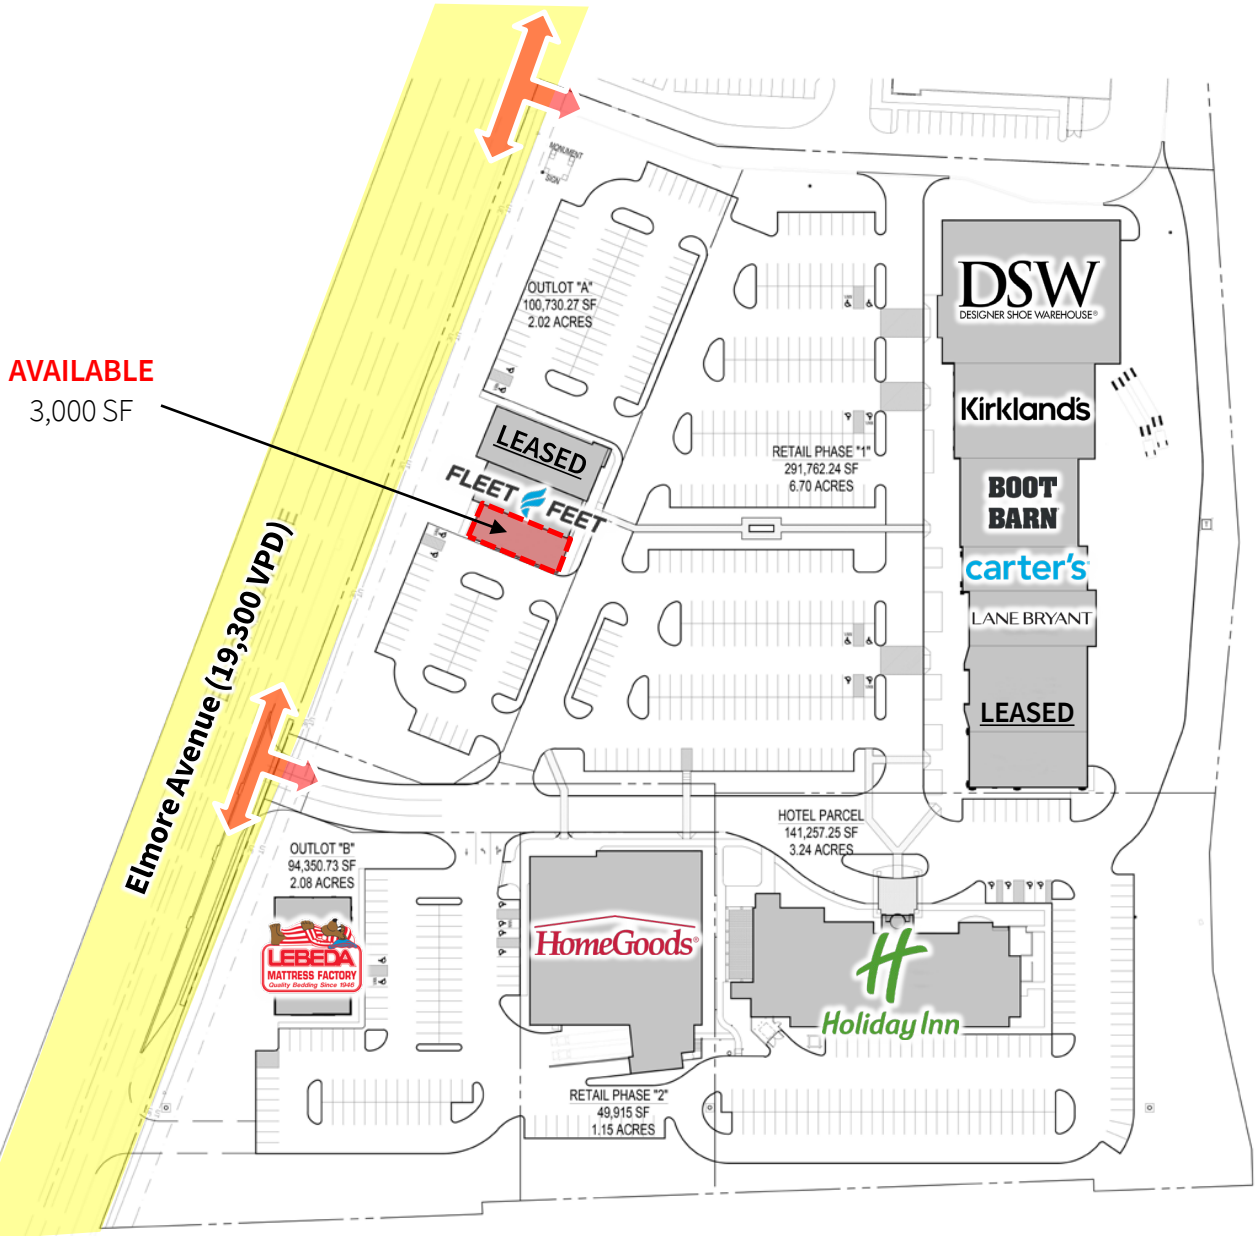 MONUMENT
SIGN
OUTLOT "A"
100,730.27 SF
2.02 ACRES
DSW
DESIGNER SHOE WAREHOUSE®
AVAILABLE
3,000 SF
Kirkland's
LEASED
FLEET FEET
RETAIL PHASE "1"
291,762.24 SF
6.70 ACRES
BOOT
BARN
carter's
LANE BRYANT
LEASED
Elmore Avenue (19,300 VPD)
HOTEL PARCEL
141,257.25 SF
3.24 ACRES
OUTLOT "B"
94,350.73 SF
2.08 ACRES
LEBEDA
MATTRESS FACTORY
Quality Bedding Since 1946
HomeGoods®
H
Holiday Inn
RETAIL PHASE "2"
49,915 SF
1.15 ACRES